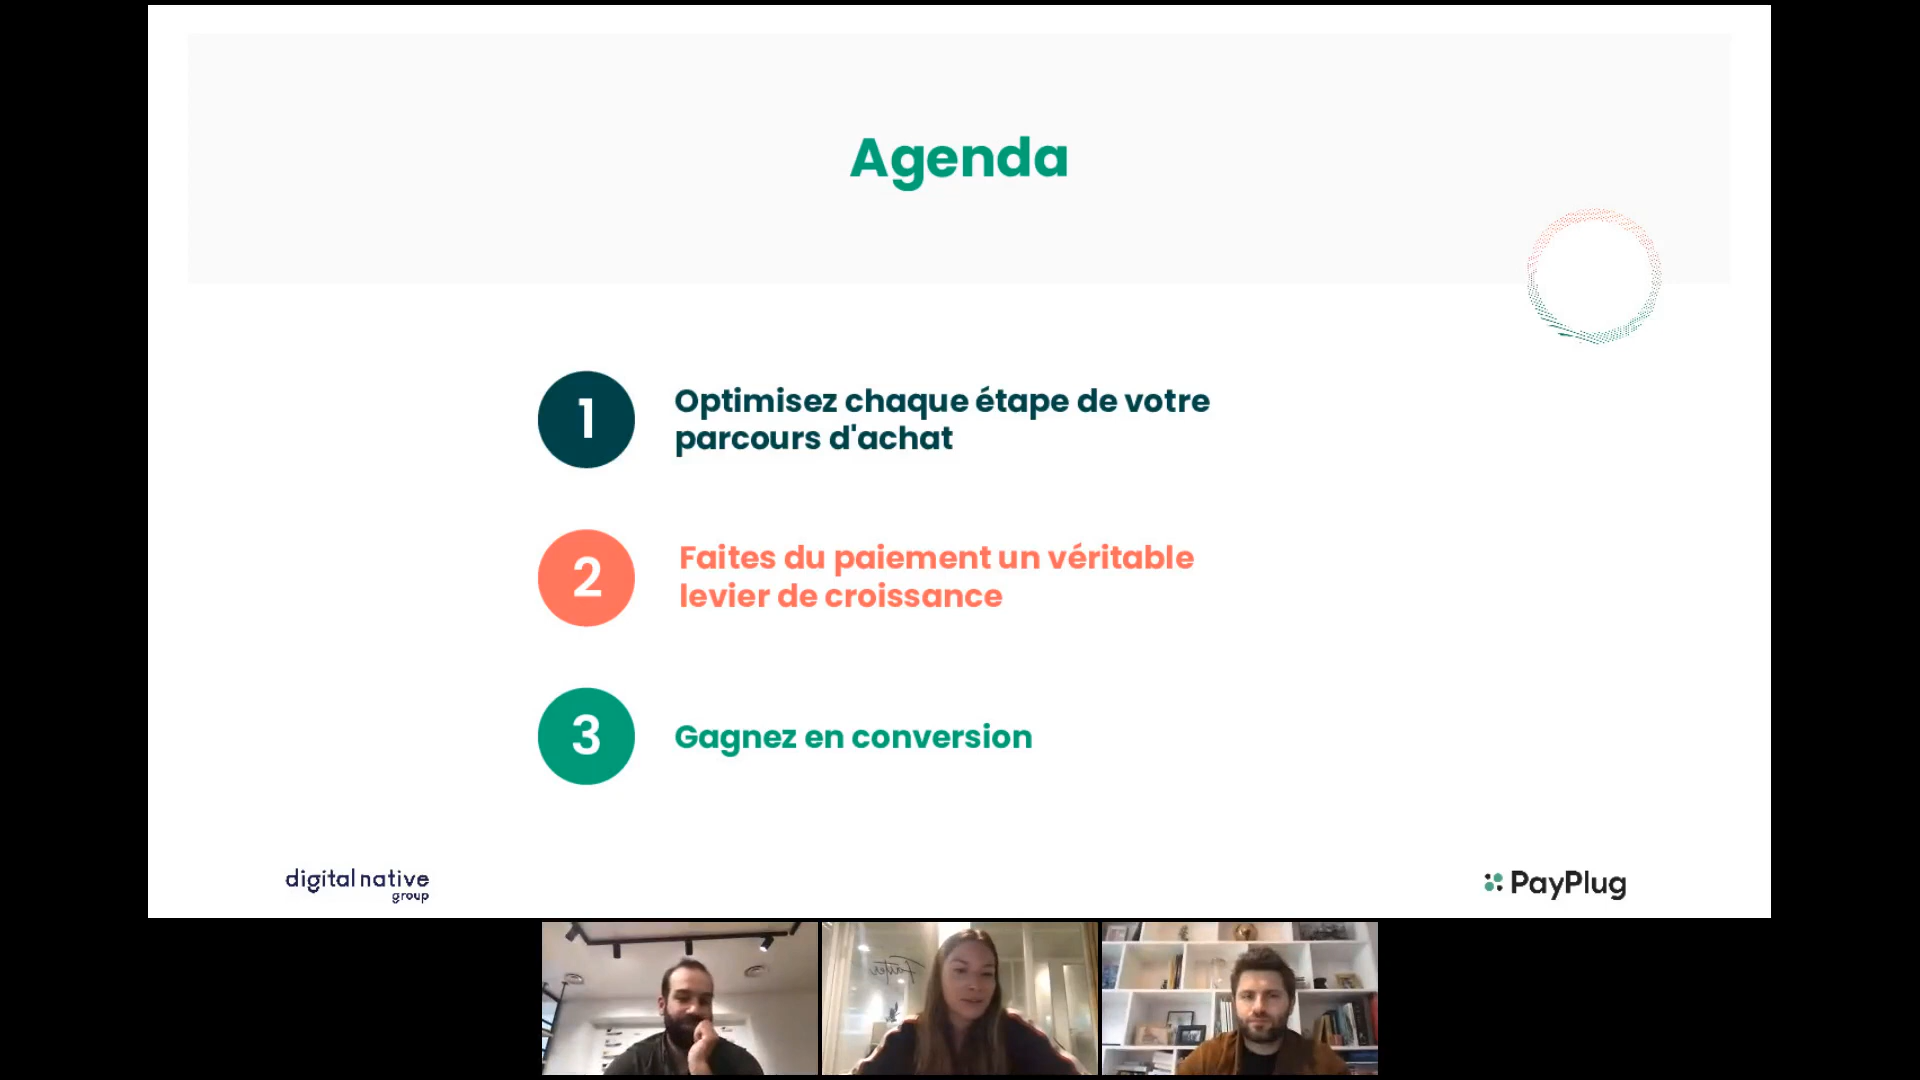 Agenda
1
Optimisez chaque étape de votre
parcours d'achat
2
Faites du paiement un véritable
levier de croissance
3
Gagnez en conversion
digital native
group
PayPlug